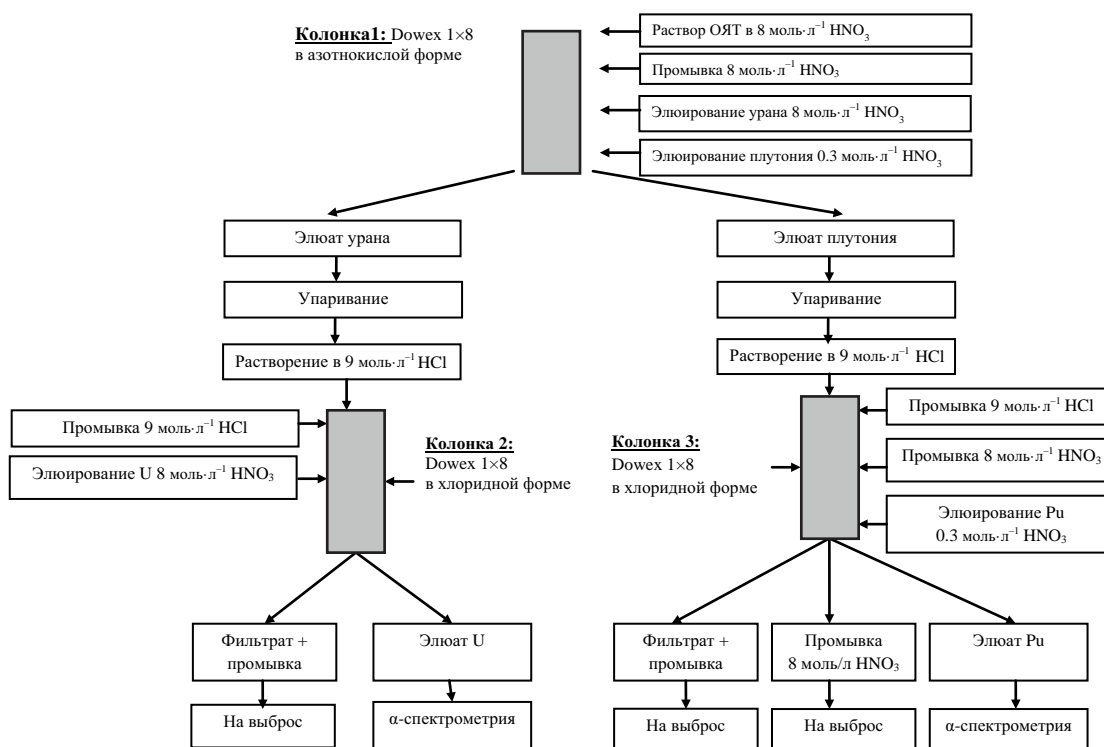 Колонка1: Dowex 1×8
в азотнокислой форме
Раствор ОЯТ в 8 моль·л⁻¹ HNO₃
Промывка 8 моль·л⁻¹ HNO₃
Элюирование урана 8 моль·л⁻¹ HNO₃
Элюирование плутония 0.3 моль·л⁻¹ HNO₃
Элюат урана
Элюат плутония
Упаривание
Упаривание
Растворение в 9 моль·л⁻¹ HCl
Растворение в 9 моль·л⁻¹ HCl
Промывка 9 моль·л⁻¹ HCl
Элюирование U 8 моль·л⁻¹ HNO₃
Колонка 2:
Dowex 1×8
в хлоридной форме
Колонка 3:
Dowex 1×8
в хлоридной форме
Промывка 9 моль·л⁻¹ HCl
Промывка 8 моль·л⁻¹ HNO₃
Элюирование Pu
0.3 моль·л⁻¹ HNO₃
Фильтрат +
промывка
Элюат U
Фильтрат +
промывка
Промывка
8 моль/л HNO₃
Элюат Pu
На выброс
α-спектрометрия
На выброс
На выброс
α-спектрометрия